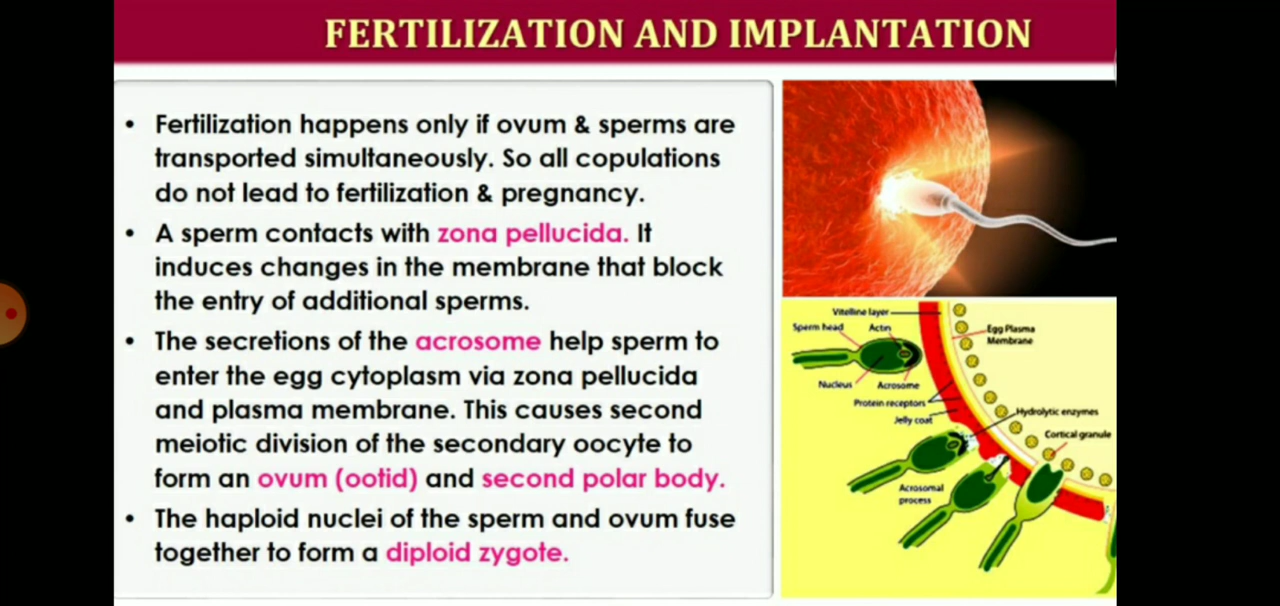 FERTILIZATION AND IMPLANTATION
• Fertilization happens only if ovum & sperms are
transported simultaneously. So all copulations
do not lead to fertilization & pregnancy.
• A sperm contacts with zona pellucida. It
induces changes in the membrane that block
the entry of additional sperms.
• The secretions of the acrosome help sperm to
enter the egg cytoplasm via zona pellucida
and plasma membrane. This causes second
meiotic division of the secondary oocyte to
form an ovum (ootid) and second polar body.
• The haploid nuclei of the sperm and ovum fuse
together to form a diploid zygote.
Vitelline layer
Sperm head
Actin
Egg Plasma
Membrane
Nucleus
Acrosome
Protein receptors
Jelly coat
Hydrolytic enzymes
Cortical granule
Acrosomal
process